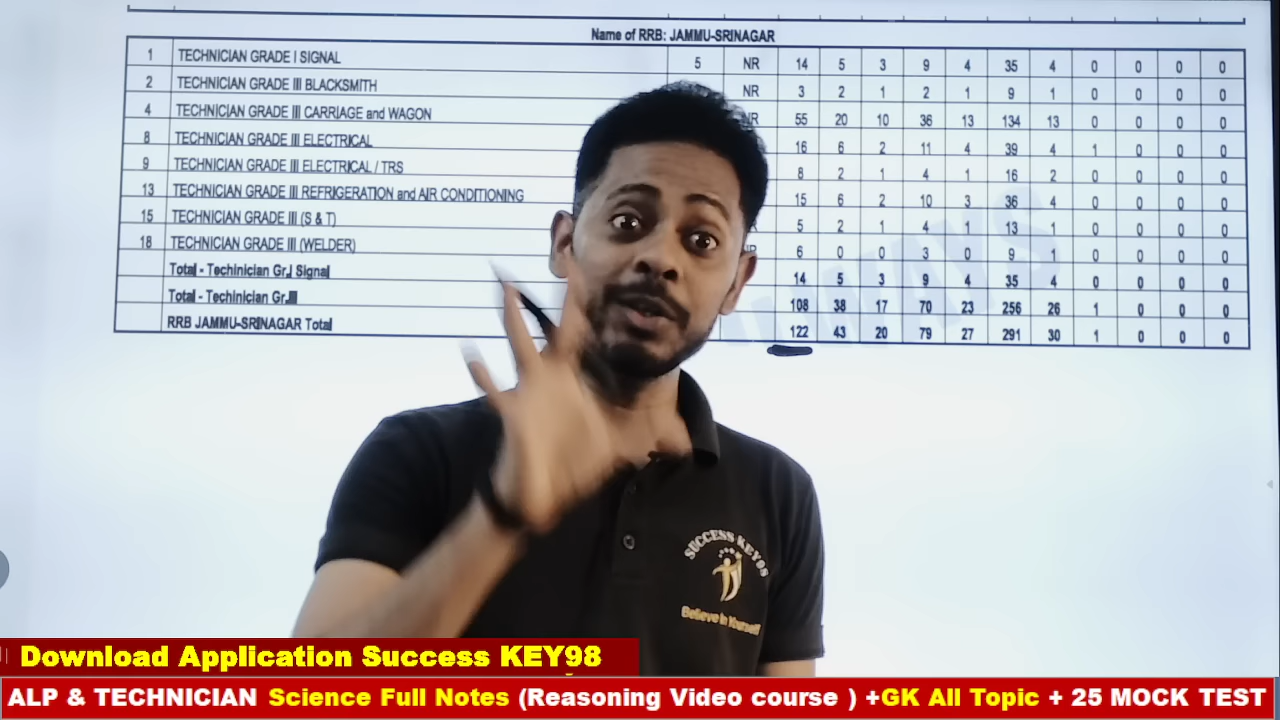 Name of RRB: JAMMU-SRINAGAR
1 TECHNICIAN GRADE I SIGNAL 5 NR 14 5 3 9 4 35 4 0 0 0 0
2 TECHNICIAN GRADE III BLACKSMITH NR 3 2 1 2 1 9 1 0 0 0 0
4 TECHNICIAN GRADE III CARRIAGE and WAGON NR 55 20 10 36 13 134 13 0 0 0 0
8 TECHNICIAN GRADE III ELECTRICAL 16 6 2 11 4 39 4 1 0 0 0
9 TECHNICIAN GRADE III ELECTRICAL / TRS 8 2 1 4 1 16 2 0 0 0 0
13 TECHNICIAN GRADE III REFRIGERATION and AIR CONDITIONING 15 6 2 10 3 36 4 0 0 0 0
15 TECHNICIAN GRADE III (S & T) 5 2 1 4 1 13 1 0 0 0 0
18 TECHNICIAN GRADE III (WELDER) 6 0 0 3 0 9 1 0 0 0 0
Total - Techinician Gr.I Signal 14 5 3 9 4 35 4 0 0 0 0
Total - Techinician Gr.III 108 38 17 70 23 256 26 1 0 0 0
RRB JAMMU-SRINAGAR Total 122 43 20 79 27 291 30 1 0 0 0
SUCCESS KEY98
Believe in Yourself
Download Application Success KEY98
ALP & TECHNICIAN Science Full Notes (Reasoning Video course ) +GK All Topic + 25 MOCK TEST